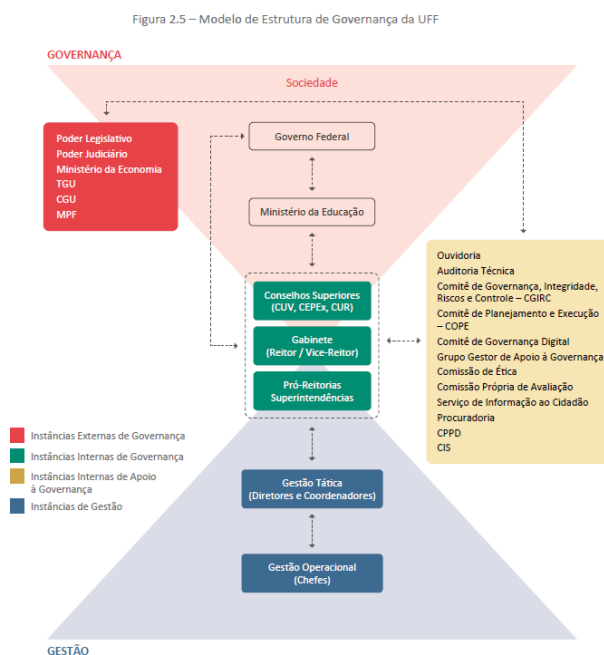 Figura 2.5 – Modelo de Estrutura de Governança da UFF
GOVERNANÇA
Sociedade
Poder Legislativo
Poder Judiciário
Ministério da Economia
TGU
CGU
MPF
Governo Federal
Ministério da Educação
Conselhos Superiores
(CUV, CEPEx, CUR)
Gabinete
(Reitor / Vice-Reitor)
Pró-Reitorias
Superintendências
Ouvidoria
Auditoria Técnica
Comitê de Governança, Integridade,
Riscos e Controle – CGIRC
Comitê de Planejamento e Execução
– COPE
Comitê de Governança Digital
Grupo Gestor de Apoio à Governança
Comissão de Ética
Comissão Própria de Avaliação
Serviço de Informação ao Cidadão
Procuradoria
CPPD
CIS
Instâncias Externas de Governança
Instâncias Internas de Governança
Instâncias Internas de Apoio
à Governança
Instâncias de Gestão
Gestão Tática
(Diretores e Coordenadores)
Gestão Operacional
(Chefes)
GESTÃO